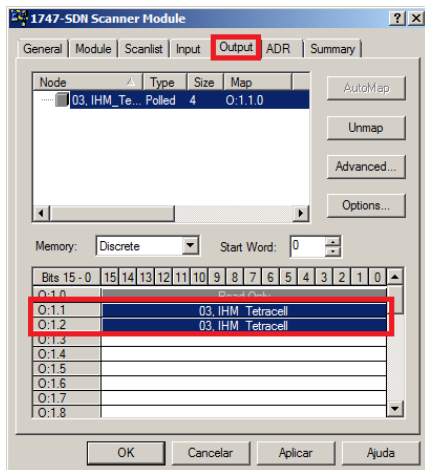 1747-SDN Scanner Module
General Module Scanlist Input Output ADR Summary
Node Type Size Map
03, IHM_Te... Polled 4 O:1.1.0
AutoMap
Unmap
Advanced...
Options...
Memory: Discrete Start Word: 0
Bits 15 - 0 15 14 13 12 11 10 9 8 7 6 5 4 3 2 1 0
O:1.0 Read Only
O:1.1 03, IHM_Tetracell
O:1.2 03, IHM_Tetracell
O:1.3
O:1.4
O:1.5
O:1.6
O:1.7
O:1.8
OK Cancelar Aplicar Ajuda